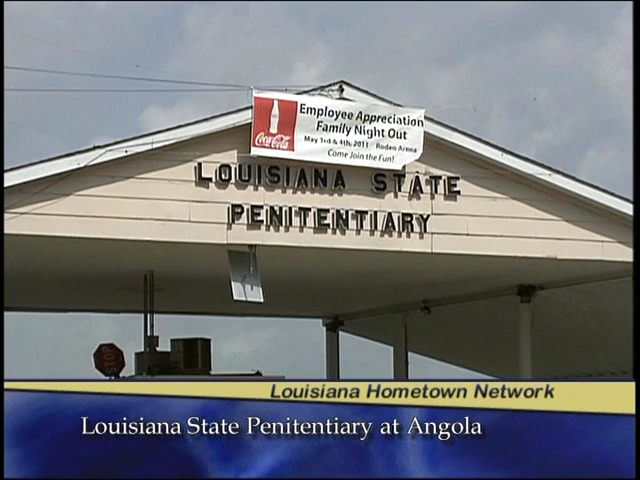 Employee Appreciation
Family Night Out
May 3rd & 4th, 2011 Rodeo Arena
Come Join the Fun!
Coca-Cola
LOUISIANA STATE
PENITENTIARY
STOP
Louisiana Hometown Network
Louisiana State Penitentiary at Angola